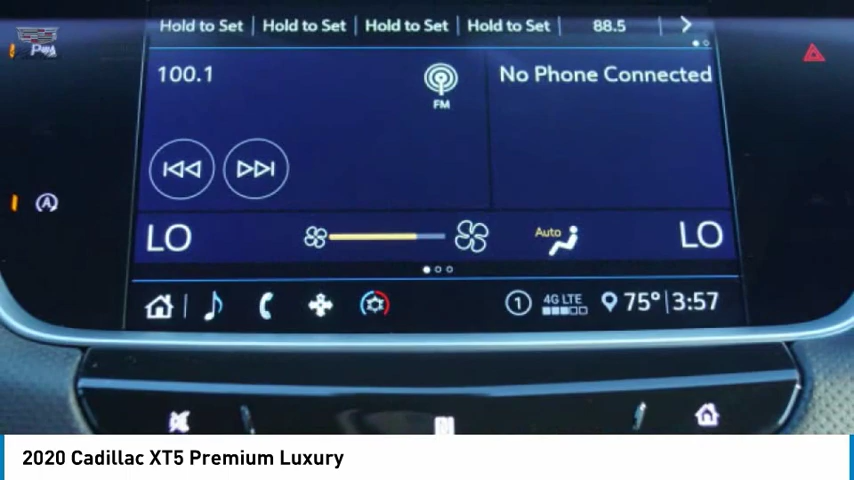 Hold to Set Hold to Set Hold to Set Hold to Set 88.5
100.1 No Phone Connected
FM
A
LO Auto LO
1 4G LTE 75° 3:57
2020 Cadillac XT5 Premium Luxury